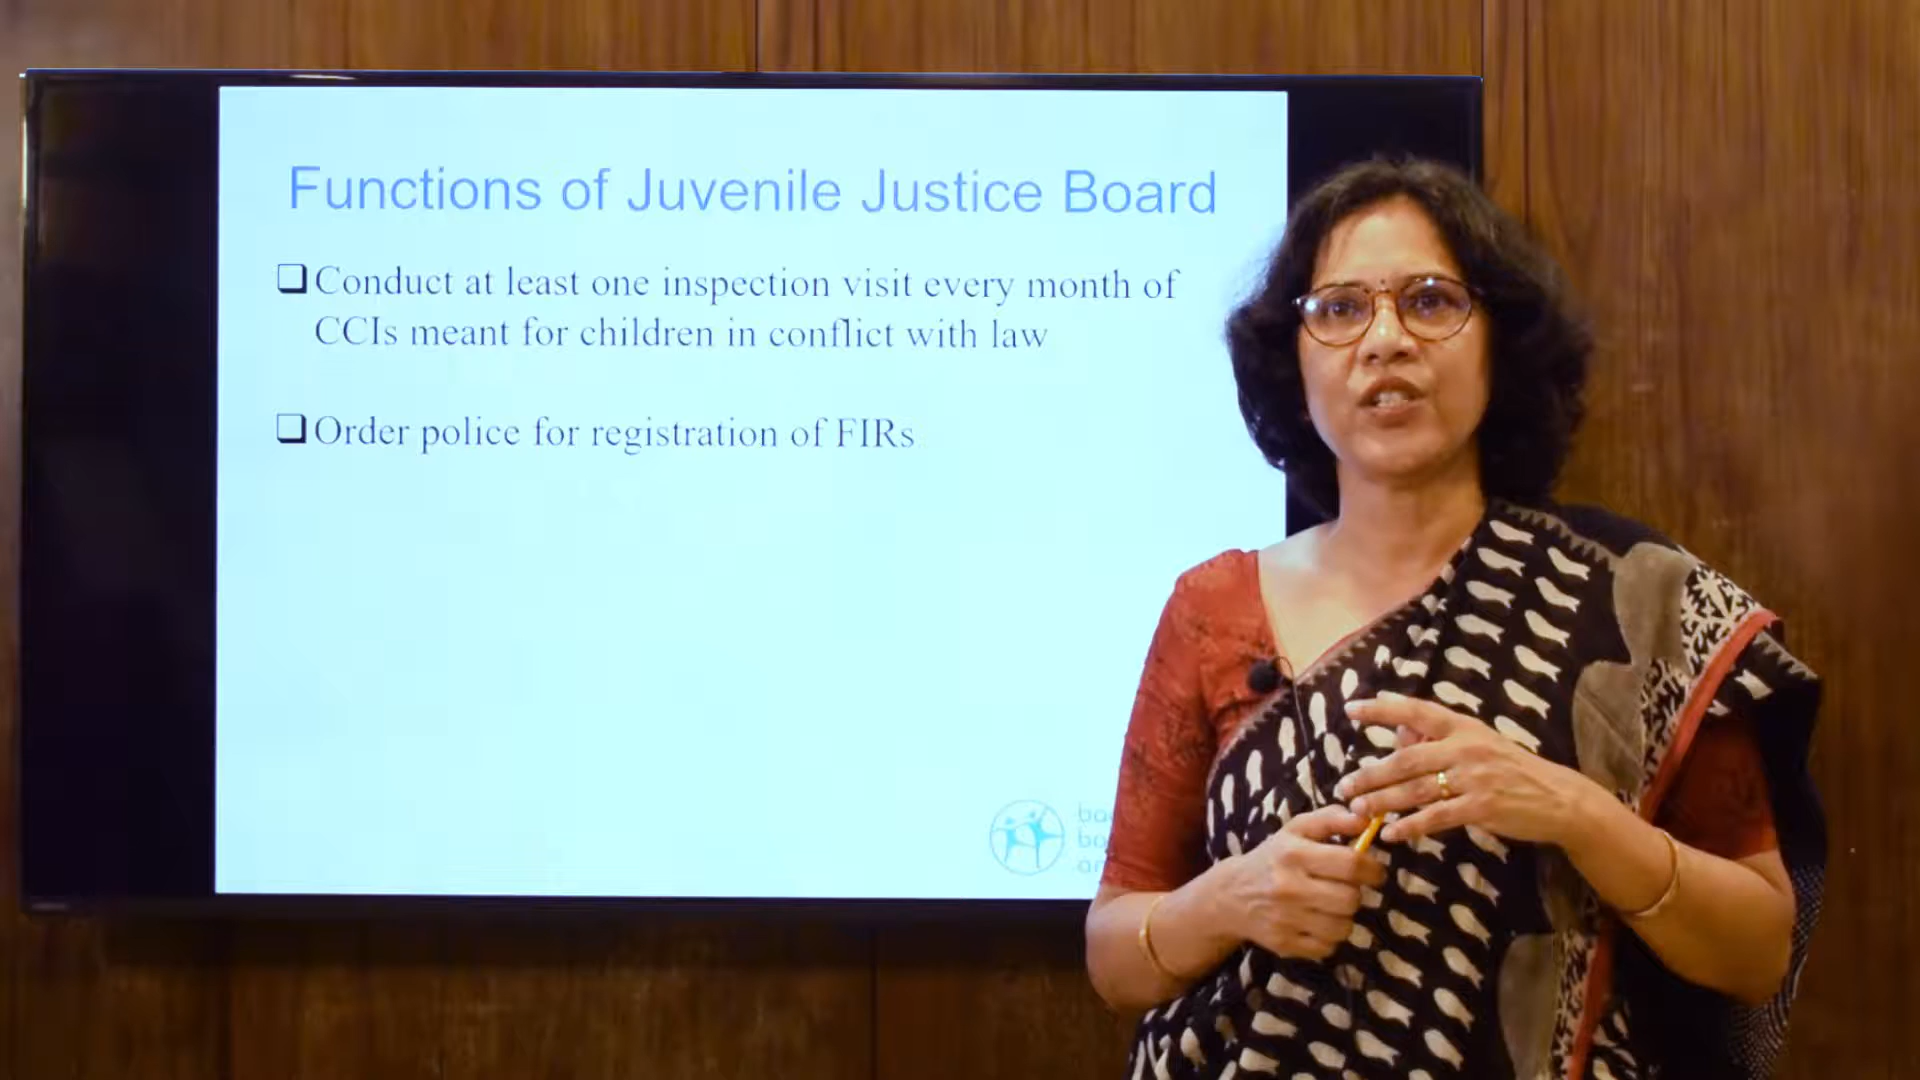 Functions of Juvenile Justice Board
Conduct at least one inspection visit every month of
CCIs meant for children in conflict with law
Order police for registration of FIRs